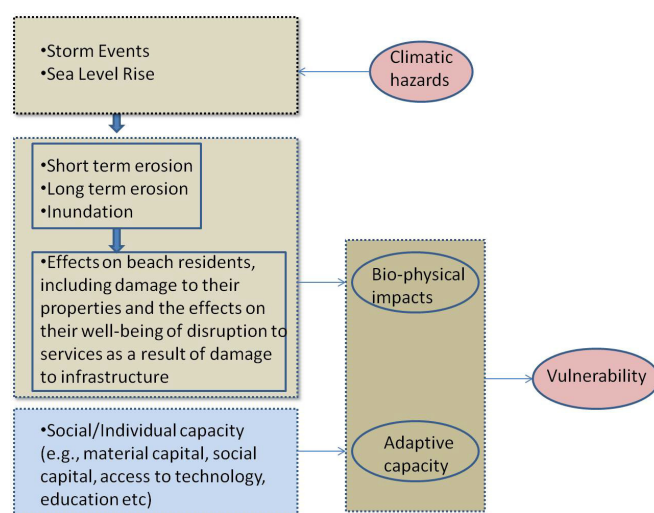 •Storm Events
•Sea Level Rise
Climatic
hazards
•Short term erosion
•Long term erosion
•Inundation
•Effects on beach residents,
including damage to their
properties and the effects on
their well-being of disruption to
services as a result of damage
to infrastructure
Bio-physical
impacts
Vulnerability
•Social/Individual capacity
(e.g., material capital, social
capital, access to technology,
education etc)
Adaptive
capacity